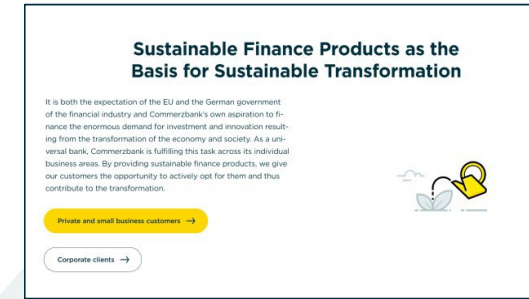 Sustainable Finance Products as the
Basis for Sustainable Transformation
It is both the expectation of the EU and the German government
of the financial industry and Commerzbank's own aspiration to fi-
nance the enormous demand for investment and innovation result-
ing from the transformation of the economy and society. As a uni-
versal bank, Commerzbank is fulfilling this task across its individual
business areas. By providing sustainable finance products, we give
our customers the opportunity to actively opt for them and thus
contribute to the transformation.
Private and small business customers →
Corporate clients →